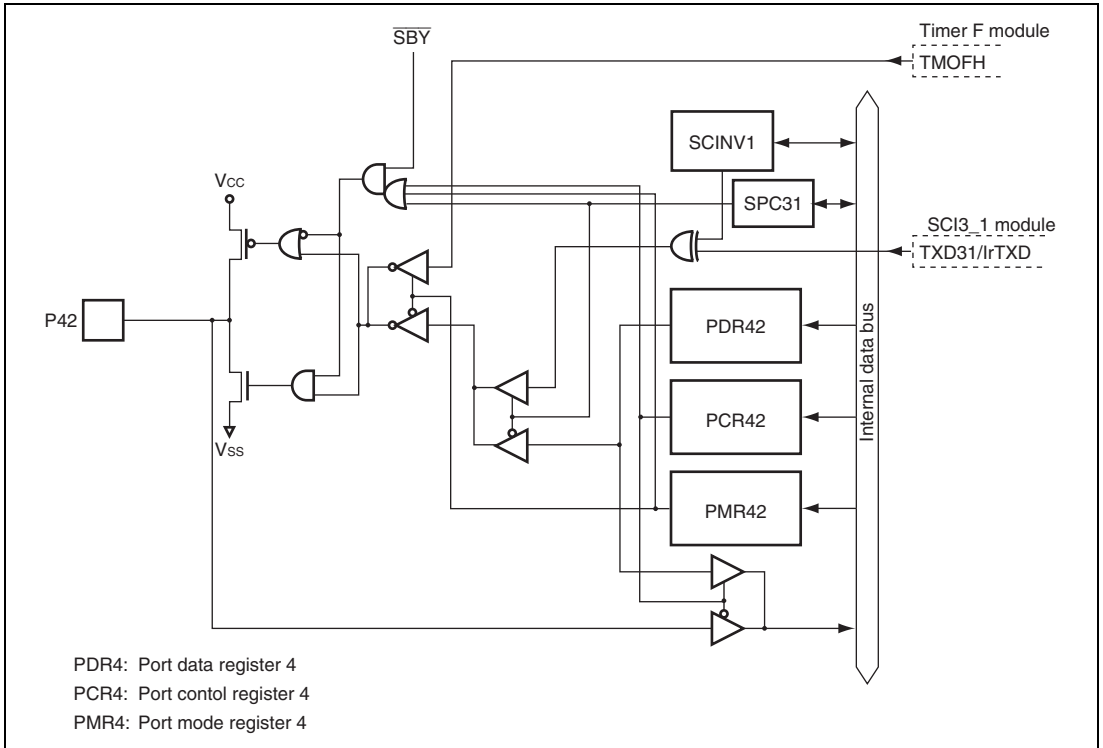 SBY
Timer F module
TMOFH
SCINV1
VCC
SPC31
SCI3_1 module
TXD31/IrTXD
P42
PDR42
Internal data bus
PCR42
VSS
PMR42
PDR4: Port data register 4
PCR4: Port contol register 4
PMR4: Port mode register 4